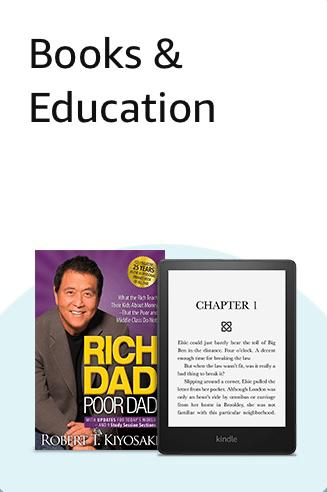 Books &
Education
25 YEARS
What the Rich Teach
Their Kids About Money
–That the Poor and
Middle Class Do Not!
RICH
DAD
POOR DAD
WITH UPDATES FOR TODAY'S WORLD
AND 9 Study Session Sections
ROBERT T. KIYOSAKI
CHAPTER 1
Elsie could just barely hear the toll of Big
Ben in the distance. Four o'clock. A decent
enough time for breaking the law.
But when the law wasn't fit, was it really a
bad thing to break it?
Slipping around a corner, Elsie pulled the
letter from her pocket. Although London was
only an hour's ride by omnibus or carriage
from her home in Brookley, she was not
familiar with this particular neighborhood.
kindle